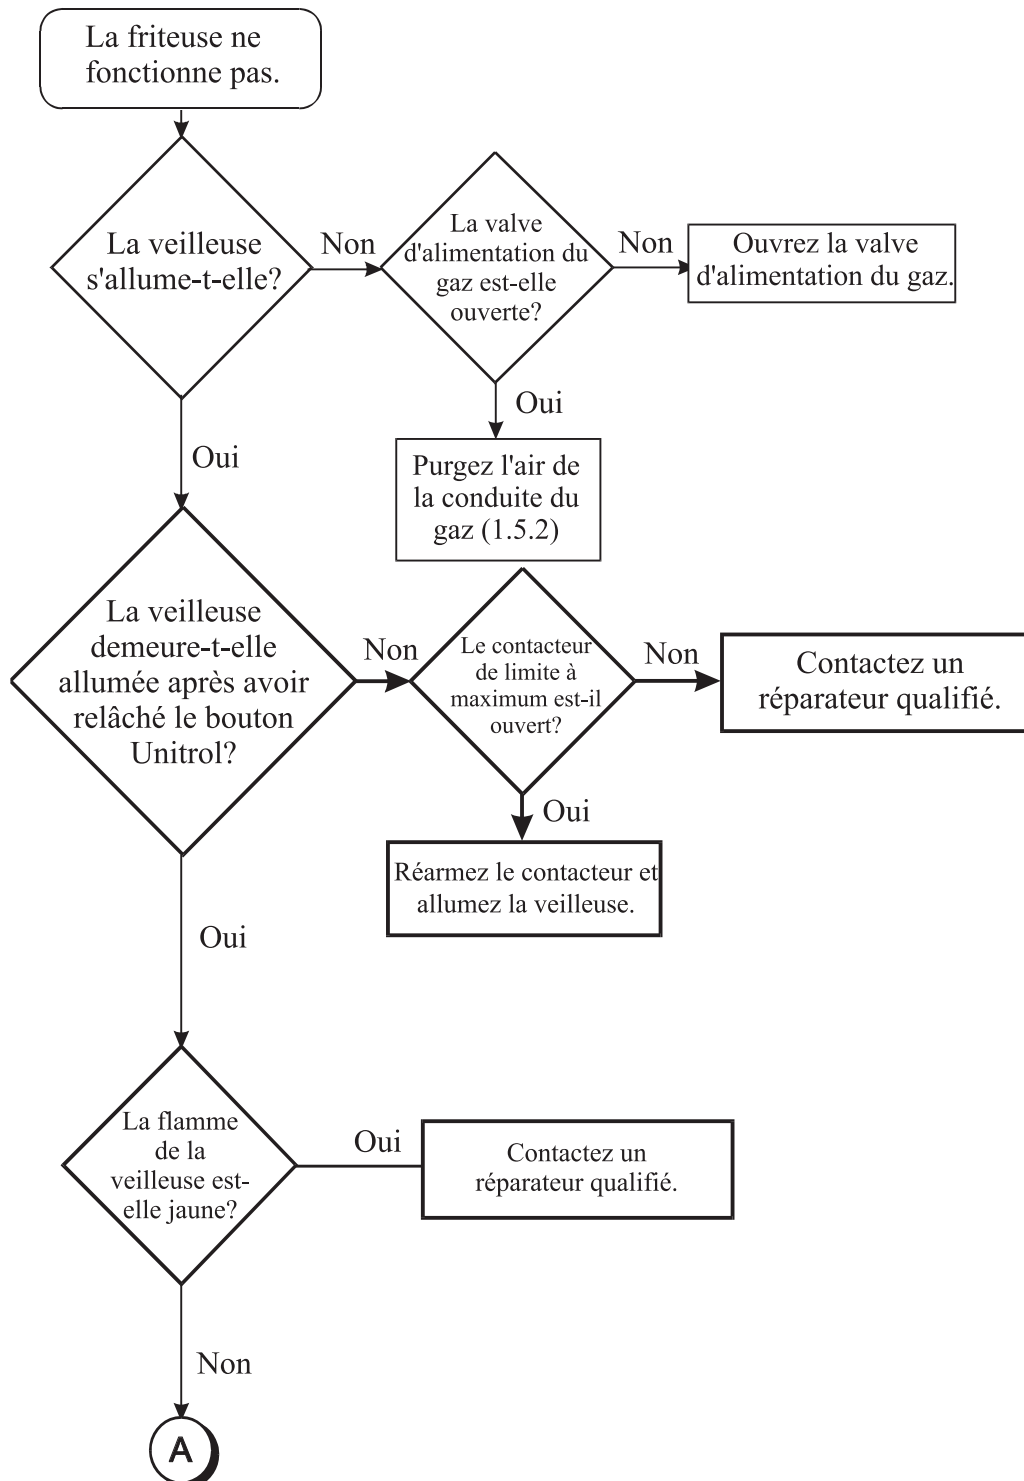 La friteuse ne
fonctionne pas.
La veilleuse
s'allume-t-elle?
Non
La valve
d'alimentation du
gaz est-elle
ouverte?
Non
Ouvrez la valve
d'alimentation du gaz.
Oui
Purgez l'air de
la conduite du
gaz (1.5.2)
Oui
La veilleuse
demeure-t-elle
allumée après avoir
relâché le bouton
Unitrol?
Non
Le contacteur
de limite à
maximum est-il
ouvert?
Non
Contactez un
réparateur qualifié.
Oui
Réarmez le contacteur et
allumez la veilleuse.
Oui
La flamme
de la
veilleuse est-
elle jaune?
Oui
Contactez un
réparateur qualifié.
Non
A